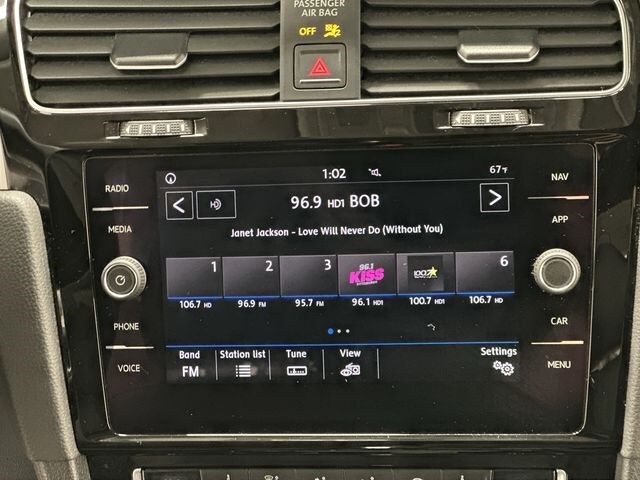 PASSENGER
AIR BAG
OFF
1:02
67°F
RADIO
NAV
96.9 HD1 BOB
MEDIA
APP
Janet Jackson - Love Will Never Do (Without You)
1 2 3 96.1 KISS 100.7 6
106.7 HD 96.9 FM 95.7 FM 96.1 HD1 100.7 HD1 106.7 HD
PHONE
CAR
Band Station list Tune View Settings
FM
VOICE
MENU